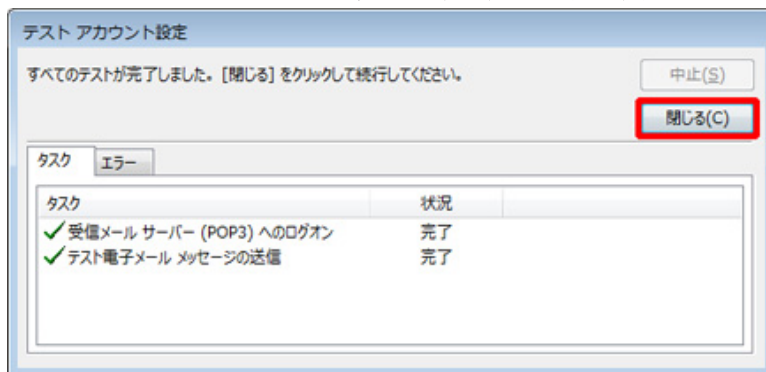 テスト アカウント設定
すべてのテストが完了しました。[閉じる] をクリックして続行してください。
中止(S)
閉じる(C)
タスク エラー
タスク 状況
受信メール サーバー (POP3) へのログオン 完了
テスト電子メール メッセージの送信 完了